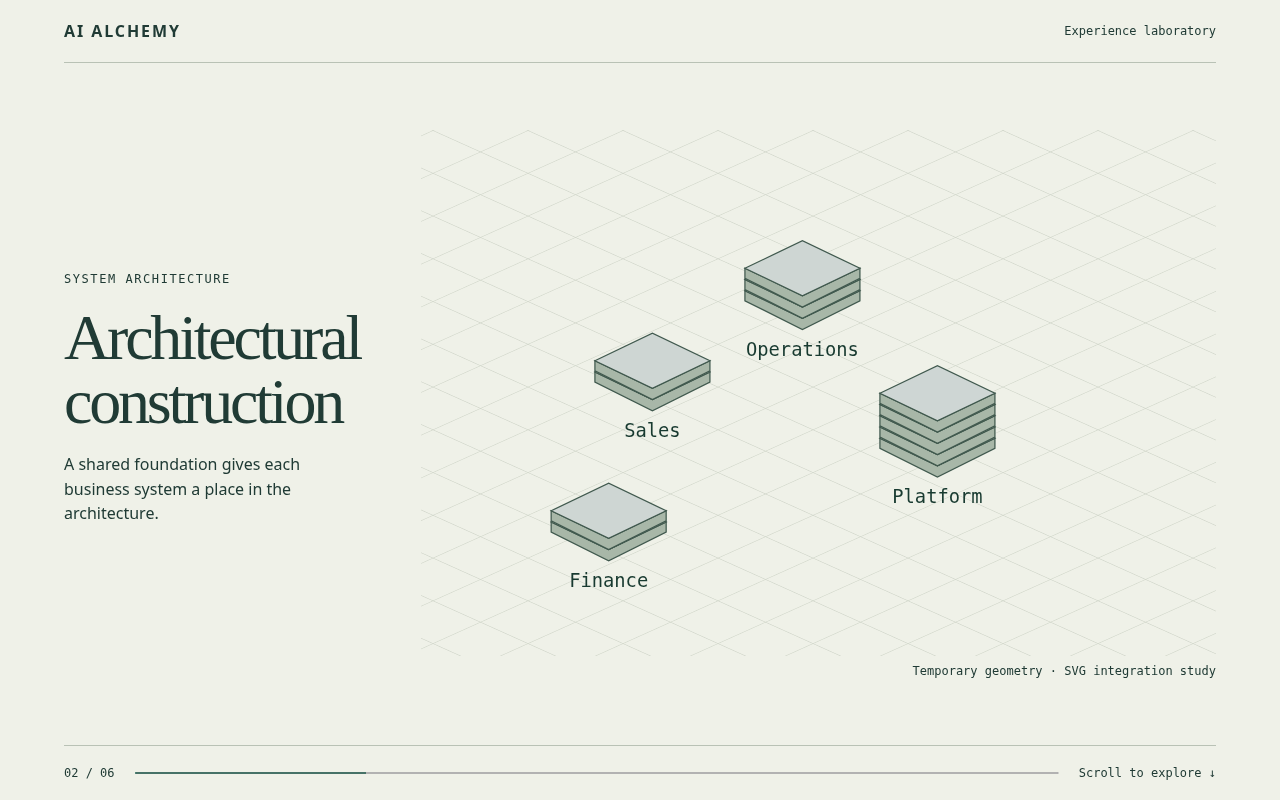 AI ALCHEMY
Experience laboratory
SYSTEM ARCHITECTURE
Architectural
construction
A shared foundation gives each
business system a place in the
architecture.
Operations
Sales
Platform
Finance
Temporary geometry · SVG integration study
02 / 06
Scroll to explore ↓